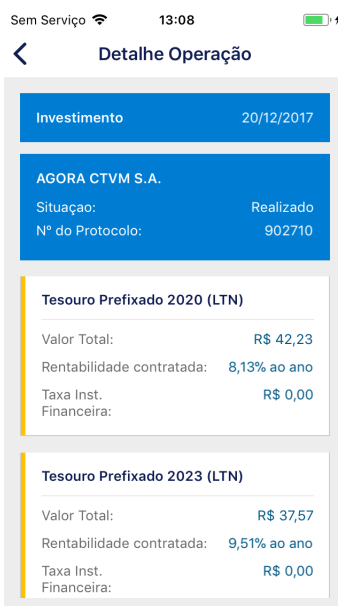 Sem Serviço 13:08
Detalhe Operação
Investimento 20/12/2017
AGORA CTVM S.A.
Situaçao: Realizado
Nº do Protocolo: 902710
Tesouro Prefixado 2020 (LTN)
Valor Total: R$ 42,23
Rentabilidade contratada: 8,13% ao ano
Taxa Inst. R$ 0,00
Financeira:
Tesouro Prefixado 2023 (LTN)
Valor Total: R$ 37,57
Rentabilidade contratada: 9,51% ao ano
Taxa Inst. R$ 0,00
Financeira: